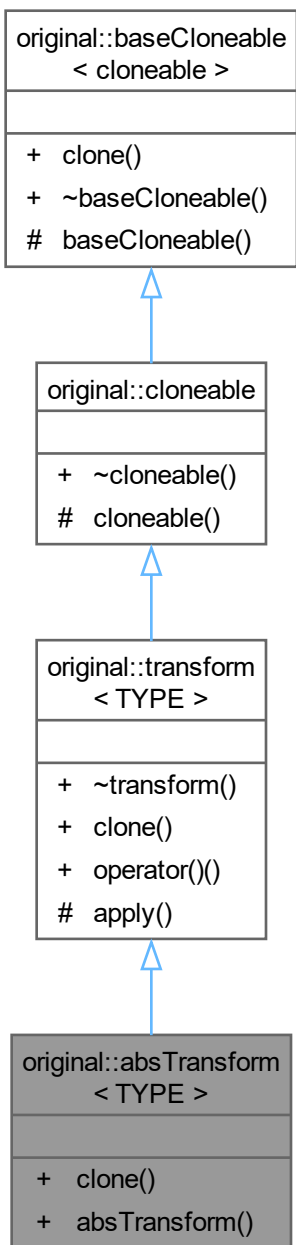 original::baseCloneable
< cloneable >
+ clone()
+ ~baseCloneable()
# baseCloneable()
original::cloneable
+ ~cloneable()
# cloneable()
original::transform
< TYPE >
+ ~transform()
+ clone()
+ operator()()
# apply()
original::absTransform
< TYPE >
+ clone()
+ absTransform()